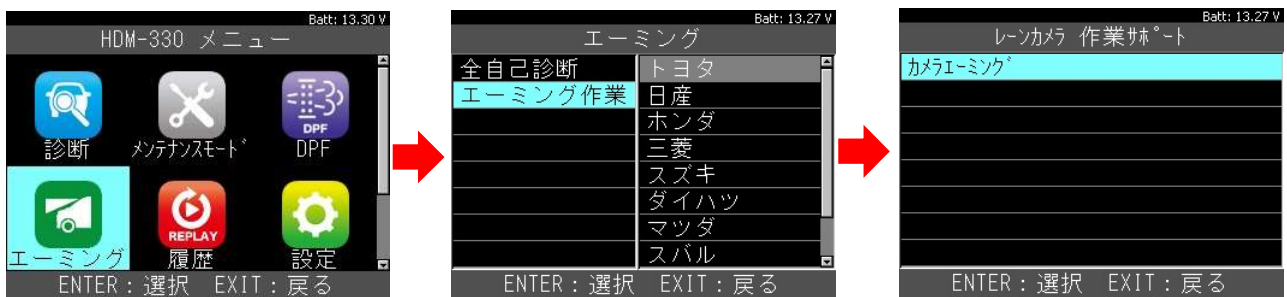 Batt: 13.30 V
HDM-330 メニュー
診断 ﾒﾝﾃﾅﾝｽﾓｰﾄﾞ DPF
DPF
REPLAY
エーミング 履歴 設定
ENTER：選択 EXIT：戻る
Batt: 13.27 V
エーミング
全自己診断 トヨタ
エーミング作業 日産
ホンダ
三菱
スズキ
ダイハツ
マツダ
スバル
ENTER：選択 EXIT：戻る
Batt: 13.27 V
ﾚｰﾝｶﾒﾗ 作業ｻﾎﾟｰﾄ
ｶﾒﾗｴｰﾐﾝｸﾞ
ENTER：選択 EXIT：戻る